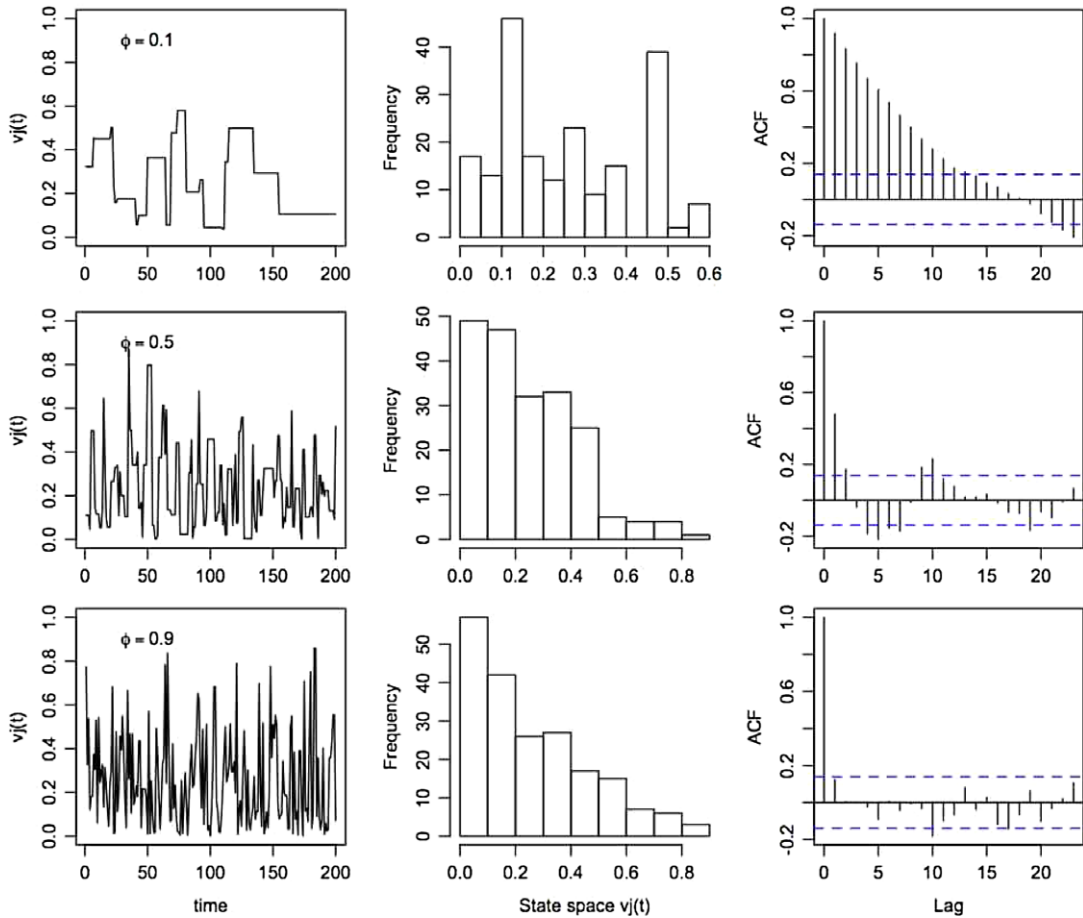 ϕ = 0.1
vj(t)
0.0 0.2 0.4 0.6 0.8 1.0
0 50 100 150 200
Frequency
0 10 20 30 40
0.0 0.1 0.2 0.3 0.4 0.5 0.6
ACF
-0.2 0.2 0.6 1.0
0 5 10 15 20
ϕ = 0.5
vj(t)
0.0 0.2 0.4 0.6 0.8 1.0
0 50 100 150 200
Frequency
0 10 20 30 40 50
0.0 0.2 0.4 0.6 0.8
ACF
-0.2 0.2 0.6 1.0
0 5 10 15 20
ϕ = 0.9
vj(t)
0.0 0.2 0.4 0.6 0.8 1.0
0 50 100 150 200
time
Frequency
0 10 20 30 40 50
0.0 0.2 0.4 0.6 0.8
State space vj(t)
ACF
-0.2 0.2 0.6 1.0
0 5 10 15 20
Lag